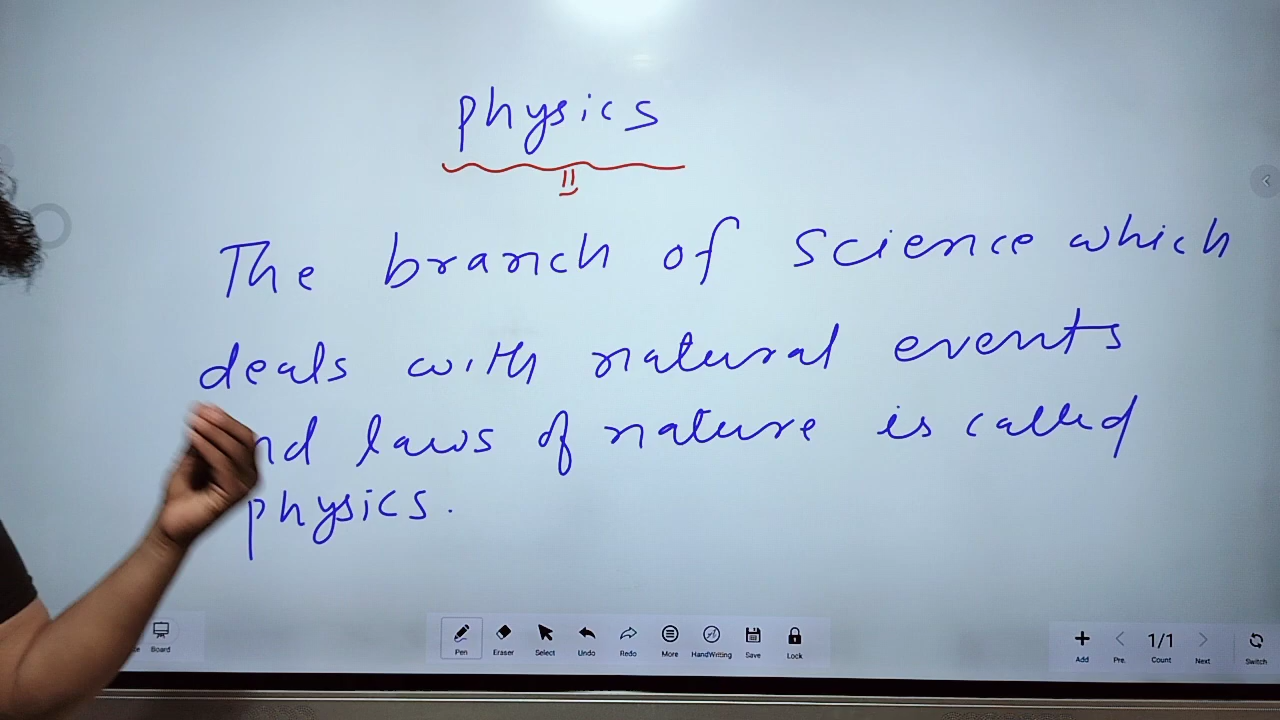 physics
The branch of science which
deals with natural events
nd laws of nature is called
physics.
Board
Pen Eraser Select Undo Redo More HandWriting Save Lock
1/1
Add Pre. Count Next Switch